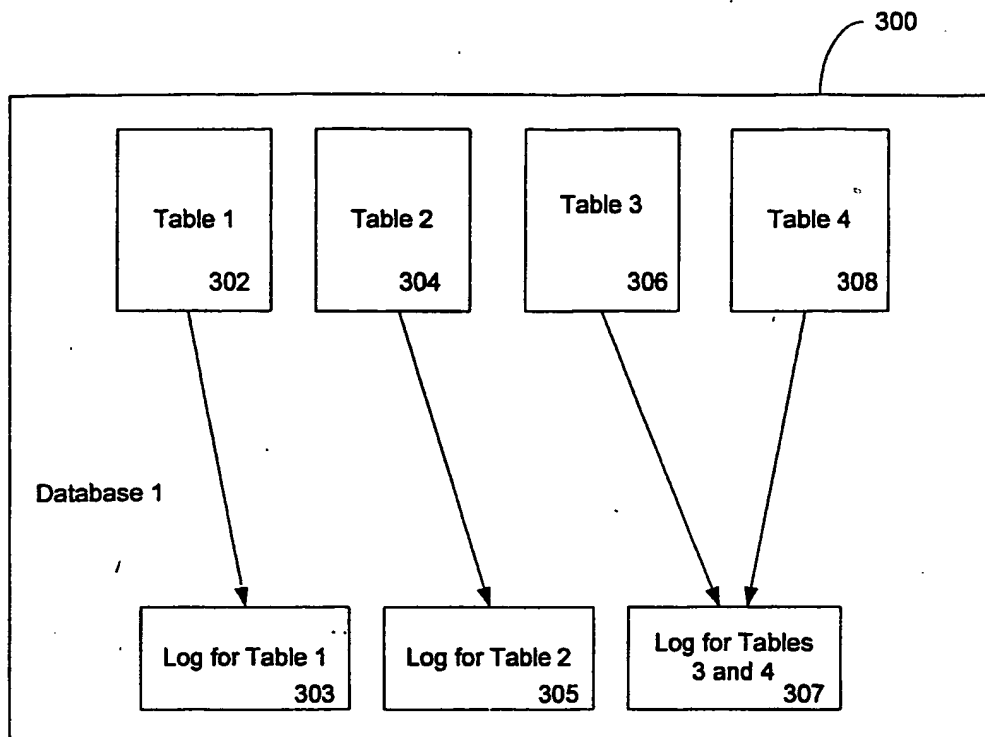 300
Table 1
302
Table 2
304
Table 3
306
Table 4
308
Database 1
Log for Table 1
303
Log for Table 2
305
Log for Tables
3 and 4
307